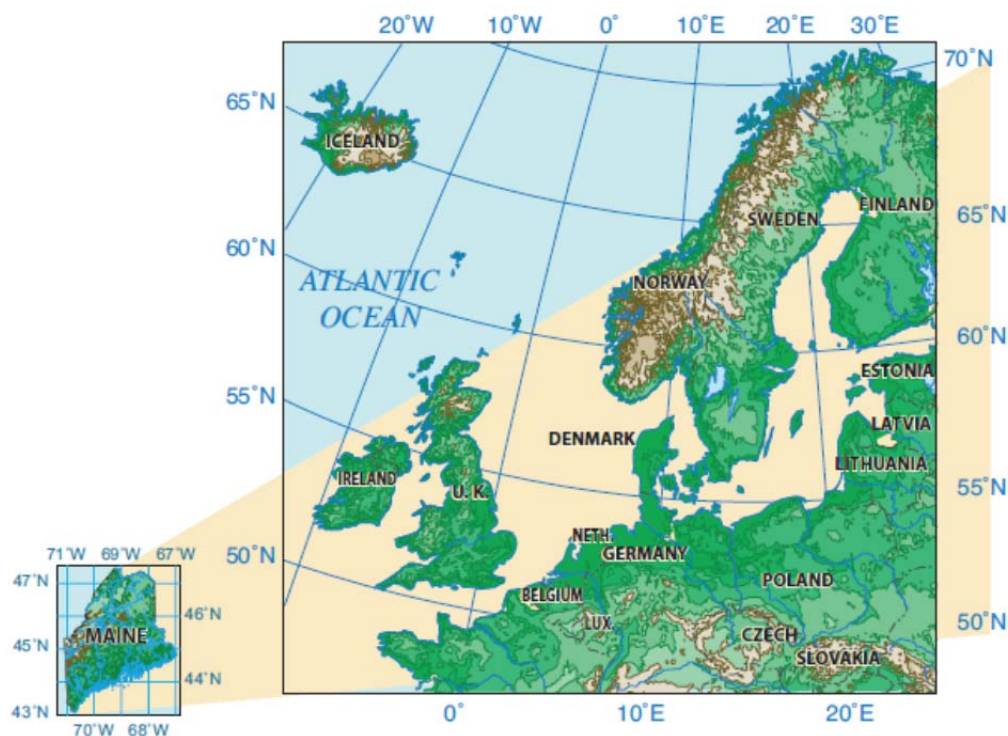 20°W 10°W 0° 10°E 20°E 30°E
70°N
65°N
ICELAND
FINLAND
SWEDEN
65°N
60°N
ATLANTIC
OCEAN
NORWAY
60°N
ESTONIA
55°N
LATVIA
DENMARK
LITHUANIA
IRELAND
U. K.
55°N
50°N
NETH.
GERMANY
POLAND
71°W 69°W 67°W
47°N
BELGIUM
LUX.
46°N
50°N
MAINE
CZECH
45°N
SLOVAKIA
44°N
43°N
70°W 68°W
0° 10°E 20°E